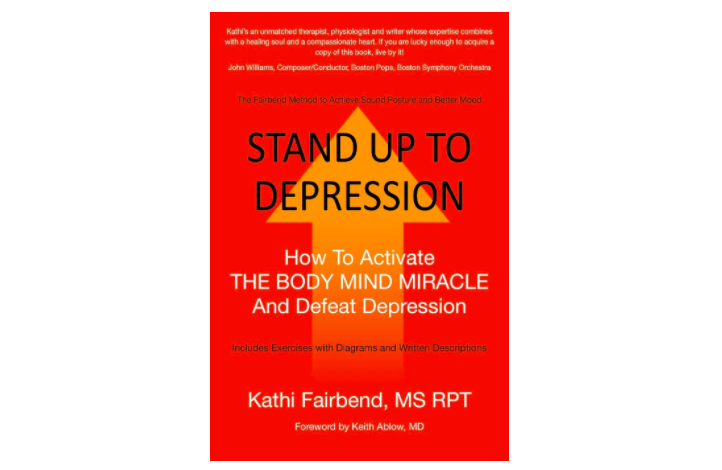 Kathi's an unmatched therapist, physiologist and writer whose expertise combines
with a healing soul and a compassionate heart. If you are lucky enough to acquire a
copy of this book, live by it!
John Williams, Composer/Conductor, Boston Pops, Boston Symphony Orchestra
The Fairbend Method to Achieve Sound Posture and Better Mood
STAND UP TO
DEPRESSION
How To Activate
THE BODY MIND MIRACLE
And Defeat Depression
Includes Exercises with Diagrams and Written Descriptions
Kathi Fairbend, MS RPT
Foreword by Keith Ablow, MD